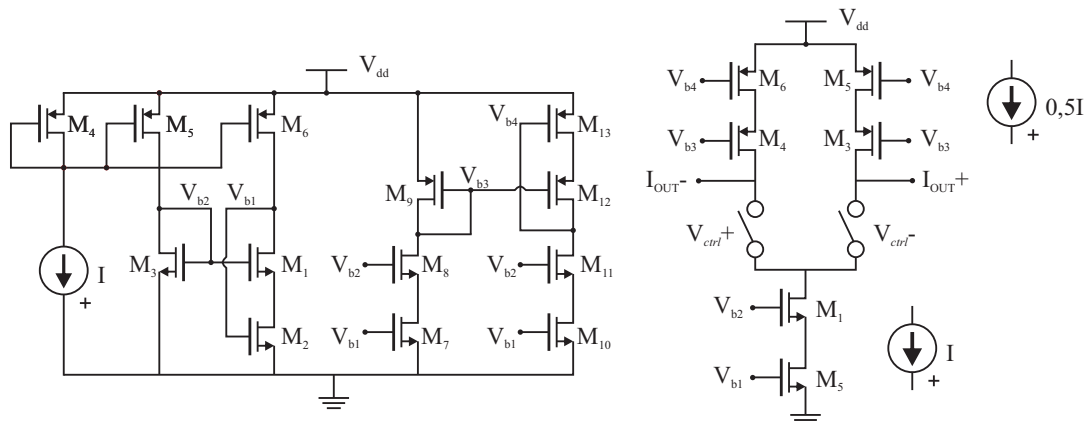 V_dd
M_4
M_5
M_6
V_b4
M_13
V_b2
V_b1
M_9
V_b3
M_12
I
+
M_3
M_1
V_b2
M_8
V_b2
M_11
M_2
V_b1
M_7
V_b1
M_10
V_dd
V_b4
M_6
M_5
V_b4
0,5I
+
V_b3
M_4
M_3
V_b3
I_OUT-
I_OUT+
V_ctrl+
V_ctrl-
V_b2
M_1
I
+
V_b1
M_5